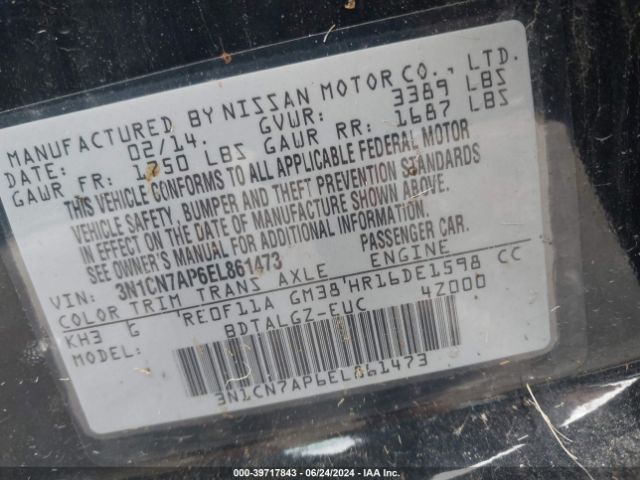 MANUFACTURED BY NISSAN MOTOR CO., LTD.
DATE: 02/14. GVWR: 3389 LBS
GAWR FR: 1750 LBS GAWR RR: 1687 LBS
THIS VEHICLE CONFORMS TO ALL APPLICABLE FEDERAL MOTOR
VEHICLE SAFETY, BUMPER AND THEFT PREVENTION STANDARDS
IN EFFECT ON THE DATE OF MANUFACTURE SHOWN ABOVE.
SEE OWNER'S MANUAL FOR ADDITIONAL INFORMATION.
VIN: 3N1CN7AP6EL861473 PASSENGER CAR.
COLOR TRIM TRANS AXLE ENGINE
KH3 G RE0F11A GM38 HR16DE1598 CC
MODEL: BDTALGZ-EUC 42000
3N1CN7AP6EL861473
000-39717843 / 06/24/2024 - IAA Inc.